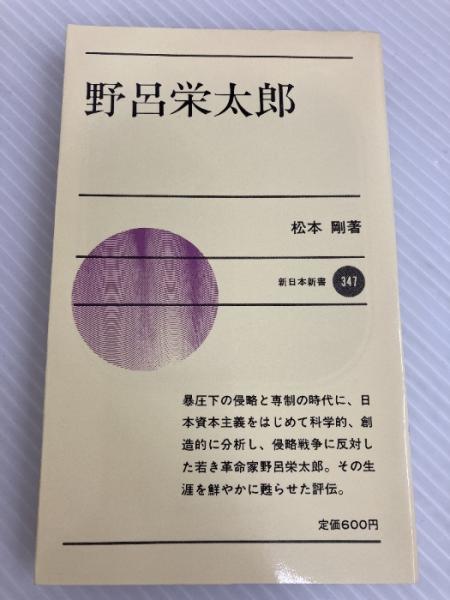 野呂栄太郎
松本 剛著
新日本新書 347
暴圧下の侵略と専制の時代に、日
本資本主義をはじめて科学的、創
造的に分析し、侵略戦争に反対し
た若き革命家野呂栄太郎。その生
涯を鮮やかに甦らせた評伝。
定価600円